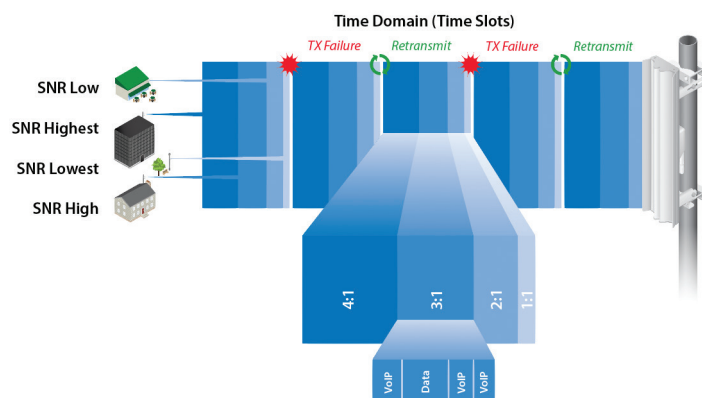 Time Domain (Time Slots)
TX Failure
Retransmit
TX Failure
Retransmit
SNR Low
SNR Highest
SNR Lowest
SNR High
4:1
3:1
2:1
1:1
VoIP
Data
VoIP
VoIP